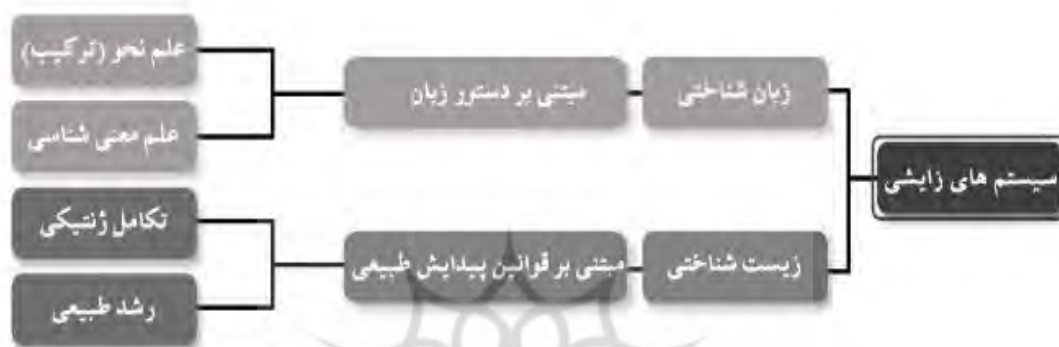 سیستم های زایشی
زبان شناختی
مبتنی بر دستور زبان
علم نحو (ترکیب)
علم معنی شناسی
زیست شناختی
مبتنی بر قوانین پیدایش طبیعی
تکامل ژنتیکی
رشد طبیعی